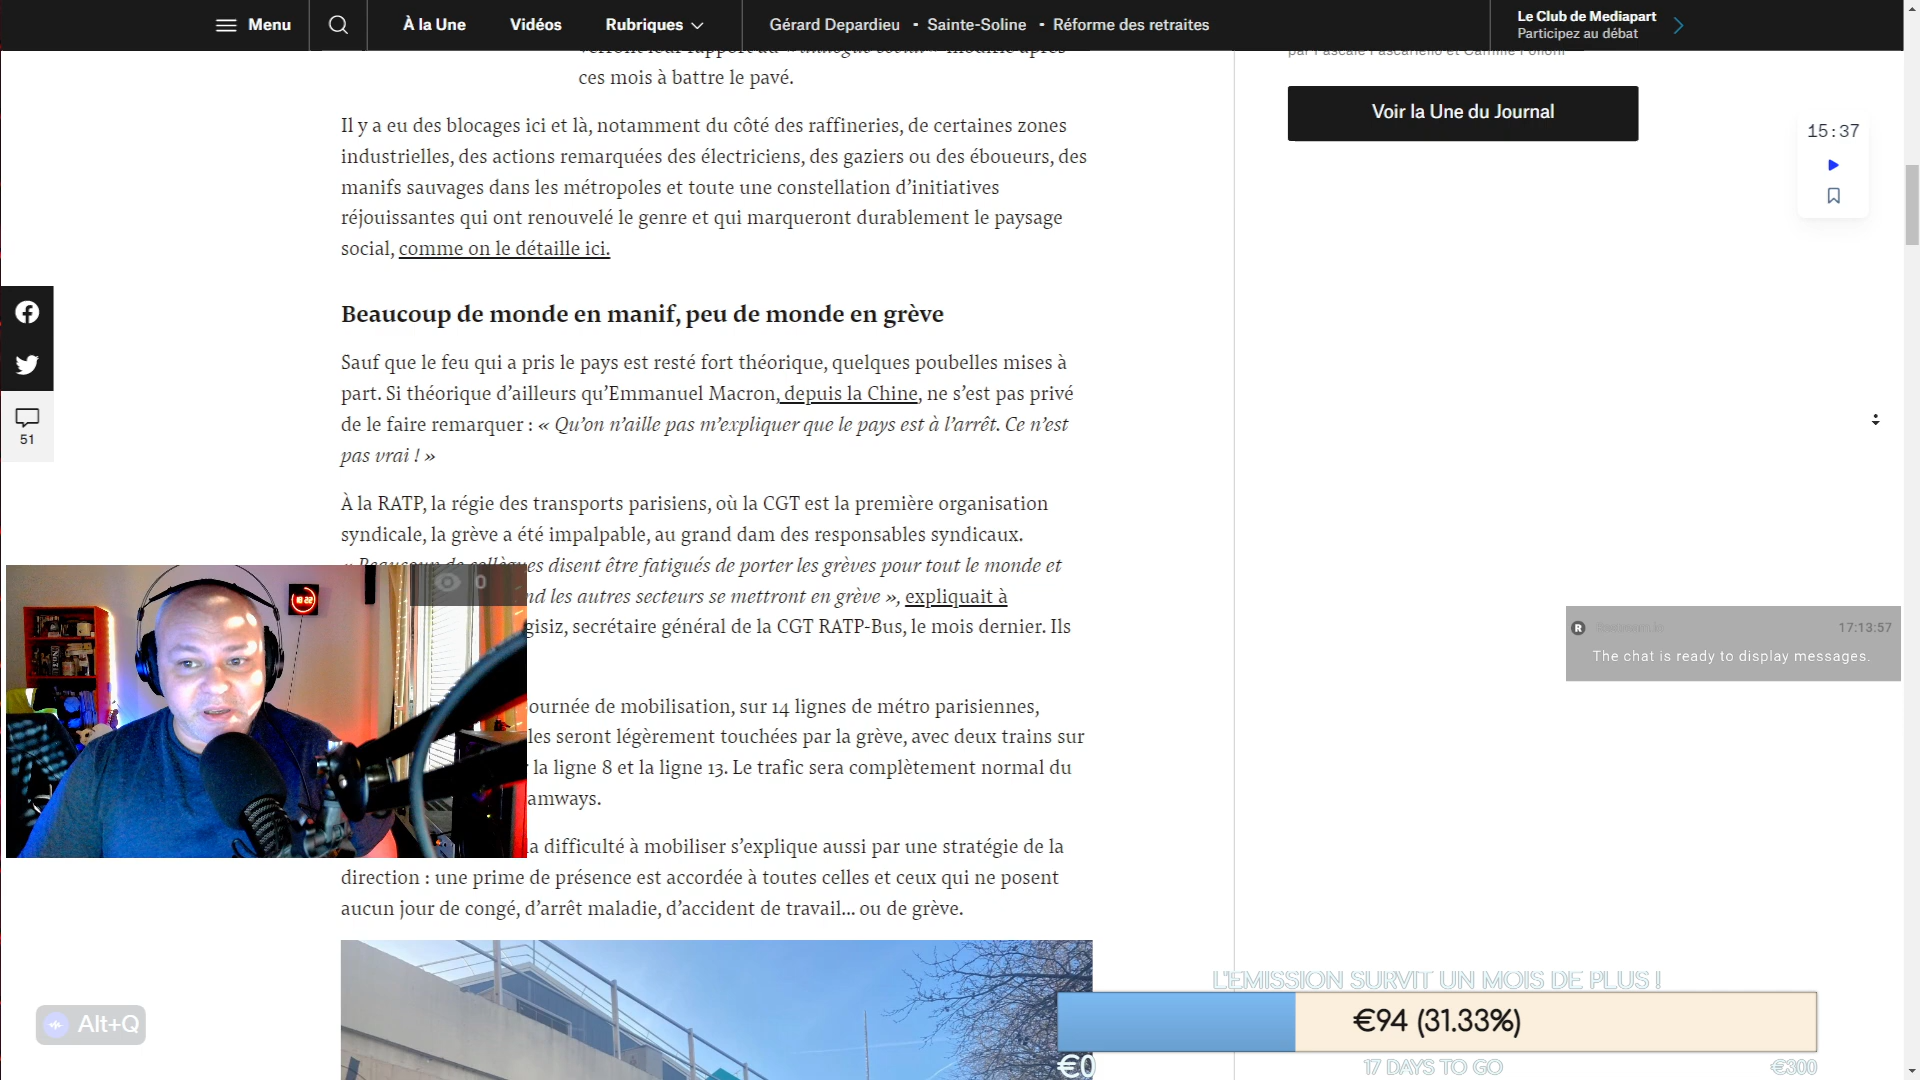 Menu
À la Une
Vidéos
Rubriques
Gérard Depardieu
Sainte-Soline
Réforme des retraites
Le Club de Mediapart
Participez au débat
ces mois à battre le pavé.
Il y a eu des blocages ici et là, notamment du côté des raffineries, de certaines zones
industrielles, des actions remarquées des électriciens, des gaziers ou des éboueurs, des
manifs sauvages dans les métropoles et toute une constellation d’initiatives
réjouissantes qui ont renouvelé le genre et qui marqueront durablement le paysage
social, comme on le détaille ici.
Voir la Une du Journal
15:37
Beaucoup de monde en manif, peu de monde en grève
Sauf que le feu qui a pris le pays est resté fort théorique, quelques poubelles mises à
part. Si théorique d’ailleurs qu’Emmanuel Macron, depuis la Chine, ne s’est pas privé
de le faire remarquer : « Qu’on n’aille pas m’expliquer que le pays est à l’arrêt. Ce n’est
pas vrai ! »
51
À la RATP, la régie des transports parisiens, où la CGT est la première organisation
syndicale, la grève a été impalpable, au grand dam des responsables syndicaux.
« Beaucoup de collègues disent être fatigués de porter les grèves pour tout le monde et
nd les autres secteurs se mettront en grève », expliquait à
gisiz, secrétaire général de la CGT RATP-Bus, le mois dernier. Ils
0
17:13:57
The chat is ready to display messages.
ournée de mobilisation, sur 14 lignes de métro parisiennes,
les seront légèrement touchées par la grève, avec deux trains sur
la ligne 8 et la ligne 13. Le trafic sera complètement normal du
amways.
la difficulté à mobiliser s’explique aussi par une stratégie de la
direction : une prime de présence est accordée à toutes celles et ceux qui ne posent
aucun jour de congé, d’arrêt maladie, d’accident de travail… ou de grève.
L'EMISSION SURVIT UN MOIS DE PLUS !
€94 (31.33%)
€0
17 DAYS TO GO
€300
Alt+Q